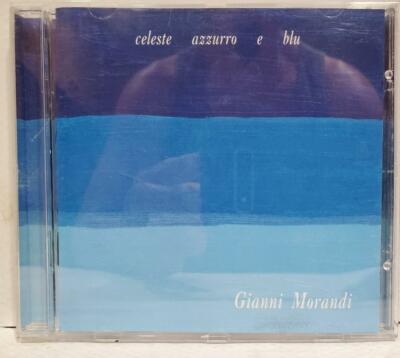 celeste azzurro e blu
Gianni Morandi